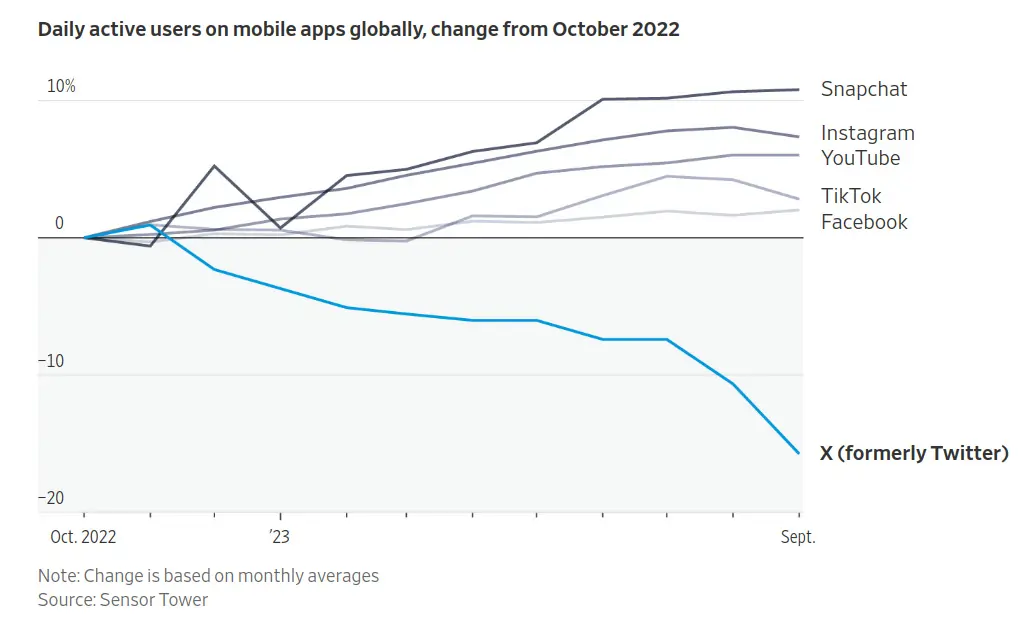 Daily active users on mobile apps globally, change from October 2022
10%
Snapchat
Instagram
YouTube
TikTok
0
Facebook
−10
X (formerly Twitter)
−20
Oct. 2022
’23
Sept.
Note: Change is based on monthly averages
Source: Sensor Tower